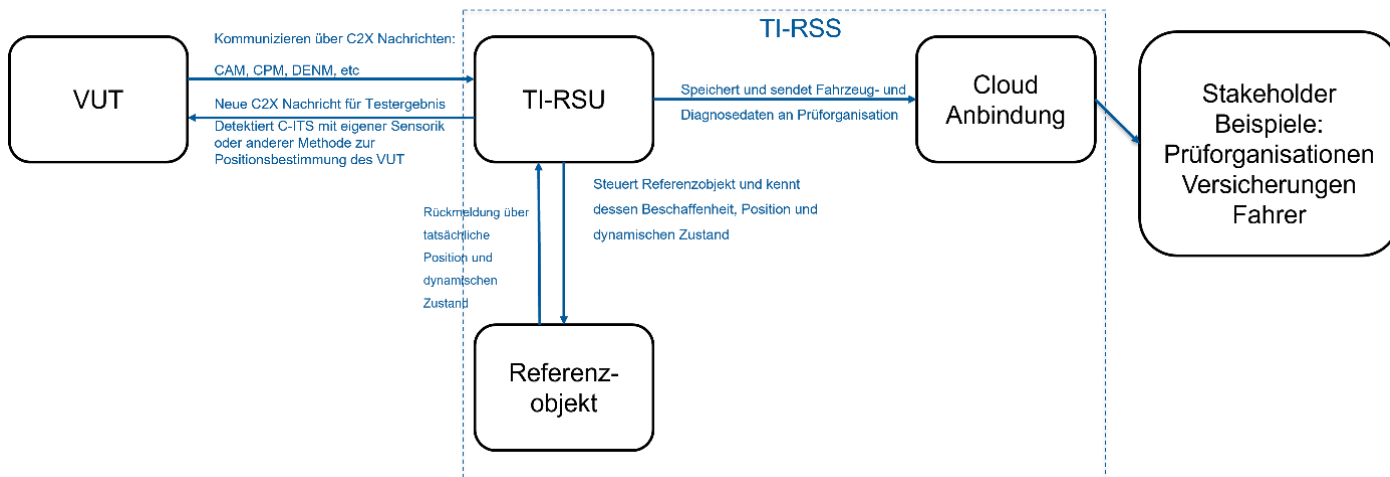 TI-RSS
Kommunizieren über C2X Nachrichten:
CAM, CPM, DENM, etc
VUT
Neue C2X Nachricht für Testergebnis
Detektiert C-ITS mit eigener Sensorik
oder anderer Methode zur
Positionsbestimmung des VUT
TI-RSU
Speichert und sendet Fahrzeug- und
Diagnosedaten an Prüforganisation
Cloud
Anbindung
Stakeholder
Beispiele:
Prüforganisationen
Versicherungen
Fahrer
Rückmeldung über
tatsächliche
Position und
dynamischen
Zustand
Steuert Referenzobjekt und kennt
dessen Beschaffenheit, Position und
dynamischen Zustand
Referenz-
objekt